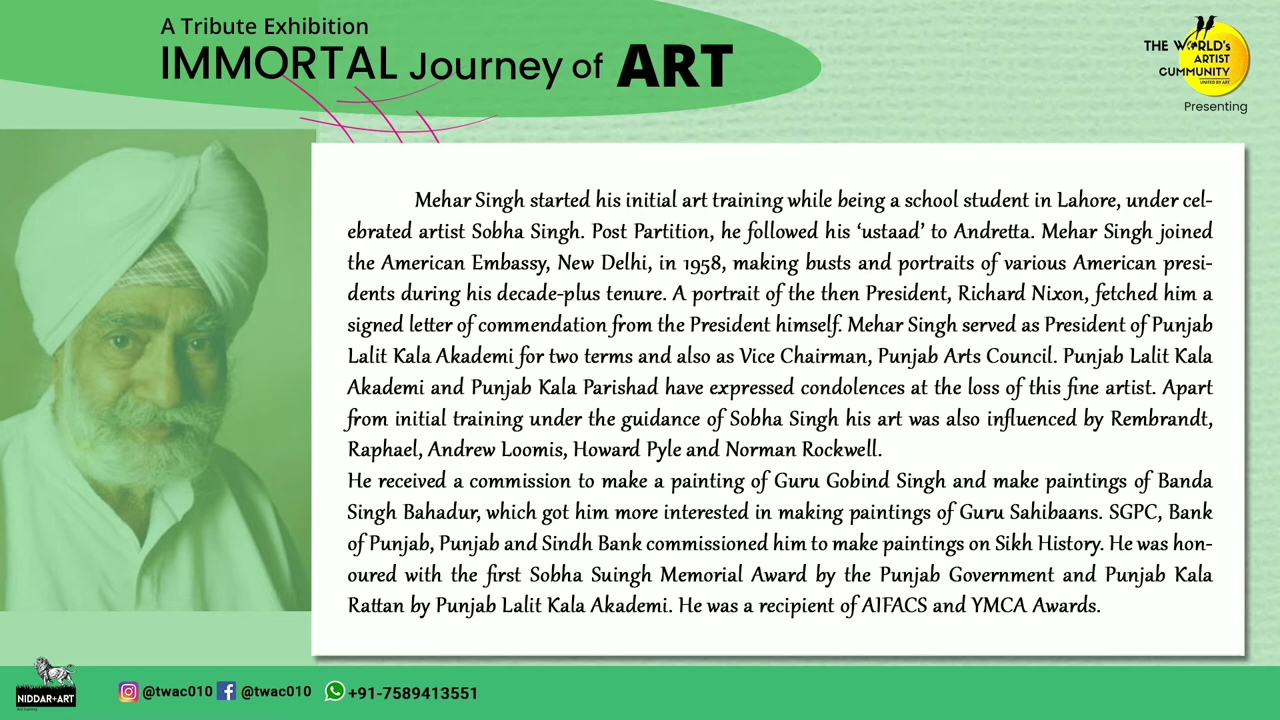 A Tribute Exhibition
IMMORTAL Journey of ART
THE WORLD's
ARTIST
CUMMUNITY
UNITED BY ART
Presenting
Mehar Singh started his initial art training while being a school student in Lahore, under cel-
ebrated artist Sobha Singh. Post Partition, he followed his ‘ustaad’ to Andretta. Mehar Singh joined
the American Embassy, New Delhi, in 1958, making busts and portraits of various American presi-
dents during his decade-plus tenure. A portrait of the then President, Richard Nixon, fetched him a
signed letter of commendation from the President himself. Mehar Singh served as President of Punjab
Lalit Kala Akademi for two terms and also as Vice Chairman, Punjab Arts Council. Punjab Lalit Kala
Akademi and Punjab Kala Parishad have expressed condolences at the loss of this fine artist. Apart
from initial training under the guidance of Sobha Singh his art was also influenced by Rembrandt,
Raphael, Andrew Loomis, Howard Pyle and Norman Rockwell.
He received a commission to make a painting of Guru Gobind Singh and make paintings of Banda
Singh Bahadur, which got him more interested in making paintings of Guru Sahibaans. SGPC, Bank
of Punjab, Punjab and Sindh Bank commissioned him to make paintings on Sikh History. He was hon-
oured with the first Sobha Suingh Memorial Award by the Punjab Government and Punjab Kala
Rattan by Punjab Lalit Kala Akademi. He was a recipient of AIFACS and YMCA Awards.
NIDDAR+ART
@twac010 @twac010 +91-7589413551